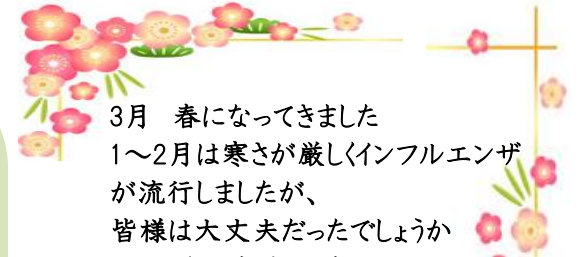 3月　春になってきました
1～2月は寒さが厳しくインフルエンザ
が流行しましたが、
皆様は大丈夫だったでしょうか